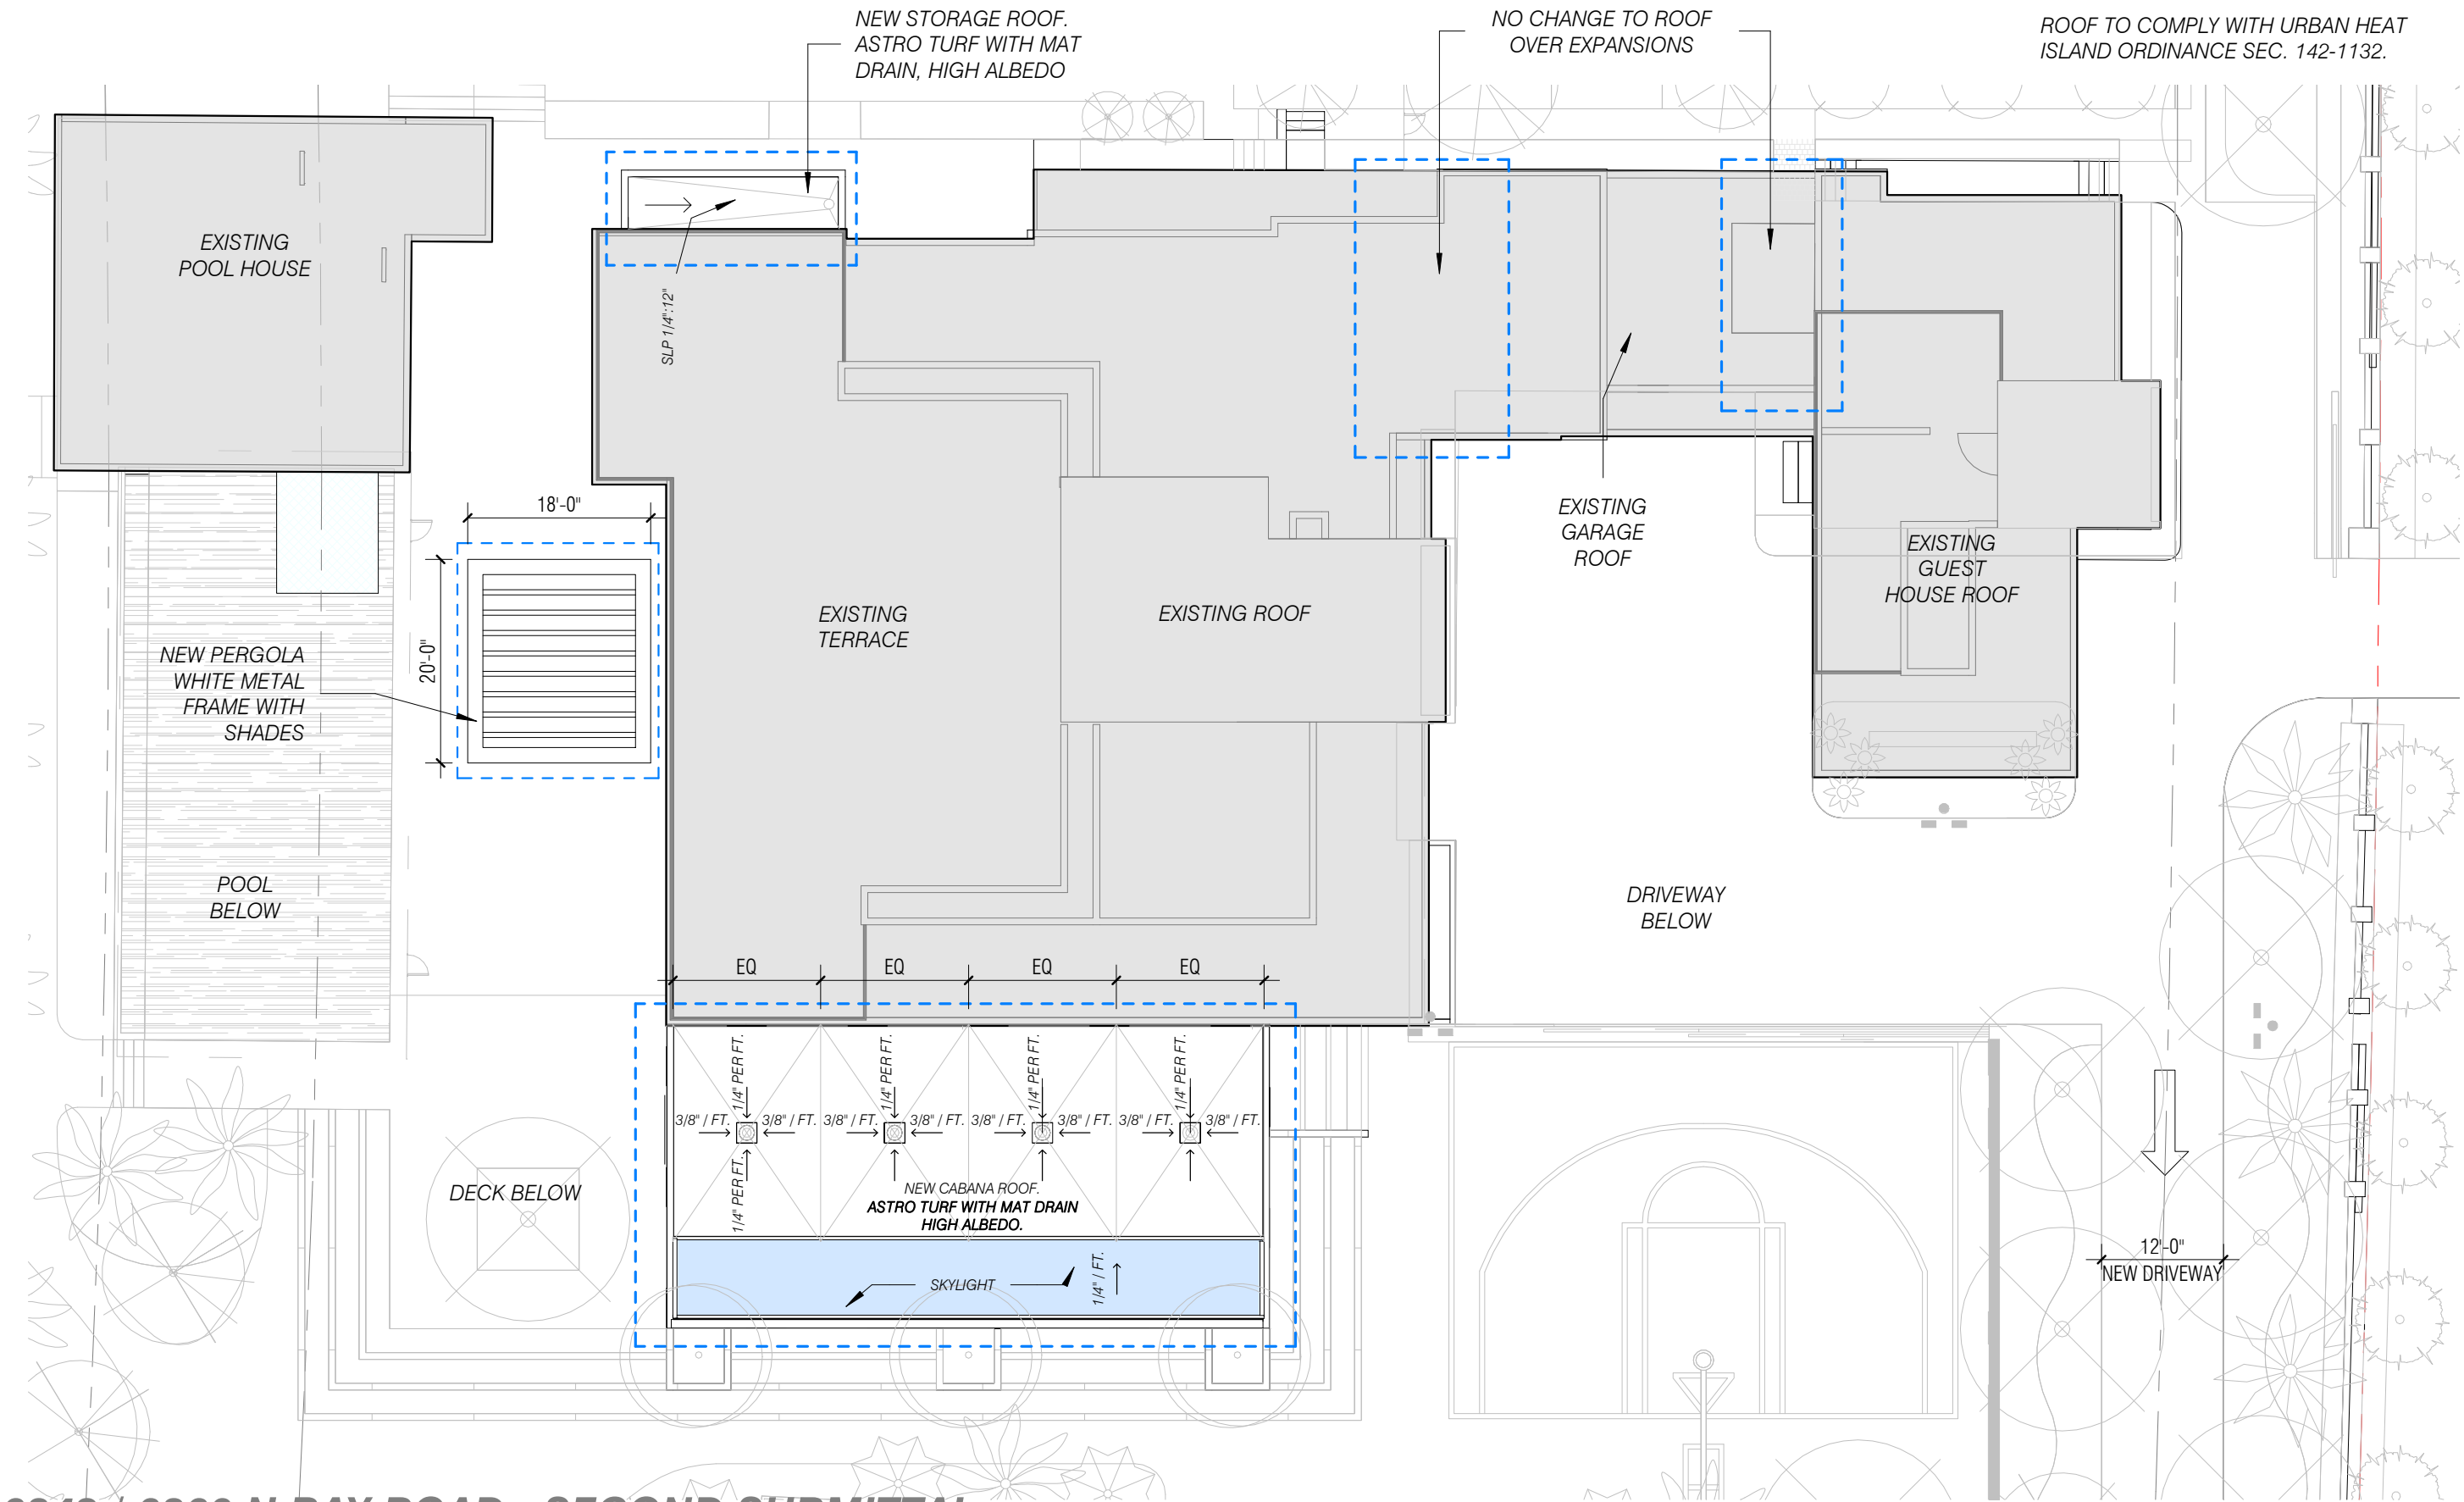 NEW STORAGE ROOF.
ASTRO TURF WITH MAT
DRAIN, HIGH ALBEDO
NO CHANGE TO ROOF
OVER EXPANSIONS
ROOF TO COMPLY WITH URBAN HEAT
ISLAND ORDINANCE SEC. 142-1132.
EXISTING
POOL HOUSE
SLP 1/4":12"
18'-0"
20'-0"
EXISTING
GARAGE
ROOF
EXISTING
GUEST
HOUSE ROOF
EXISTING
TERRACE
EXISTING ROOF
NEW PERGOLA
WHITE METAL
FRAME WITH
SHADES
POOL
BELOW
DRIVEWAY
BELOW
EQ EQ EQ EQ
1/4" PER FT. 1/4" PER FT. 1/4" PER FT. 1/4" PER FT.
3/8" / FT. 3/8" / FT. 3/8" / FT. 3/8" / FT. 3/8" / FT. 3/8" / FT. 3/8" / FT. 3/8" / FT.
1/4" PER FT.
DECK BELOW
NEW CABANA ROOF.
ASTRO TURF WITH MAT DRAIN
HIGH ALBEDO.
SKYLIGHT
1/4" / FT.
12'-0"
NEW DRIVEWAY
N BAY ROAD - SECOND SUBMITTAL